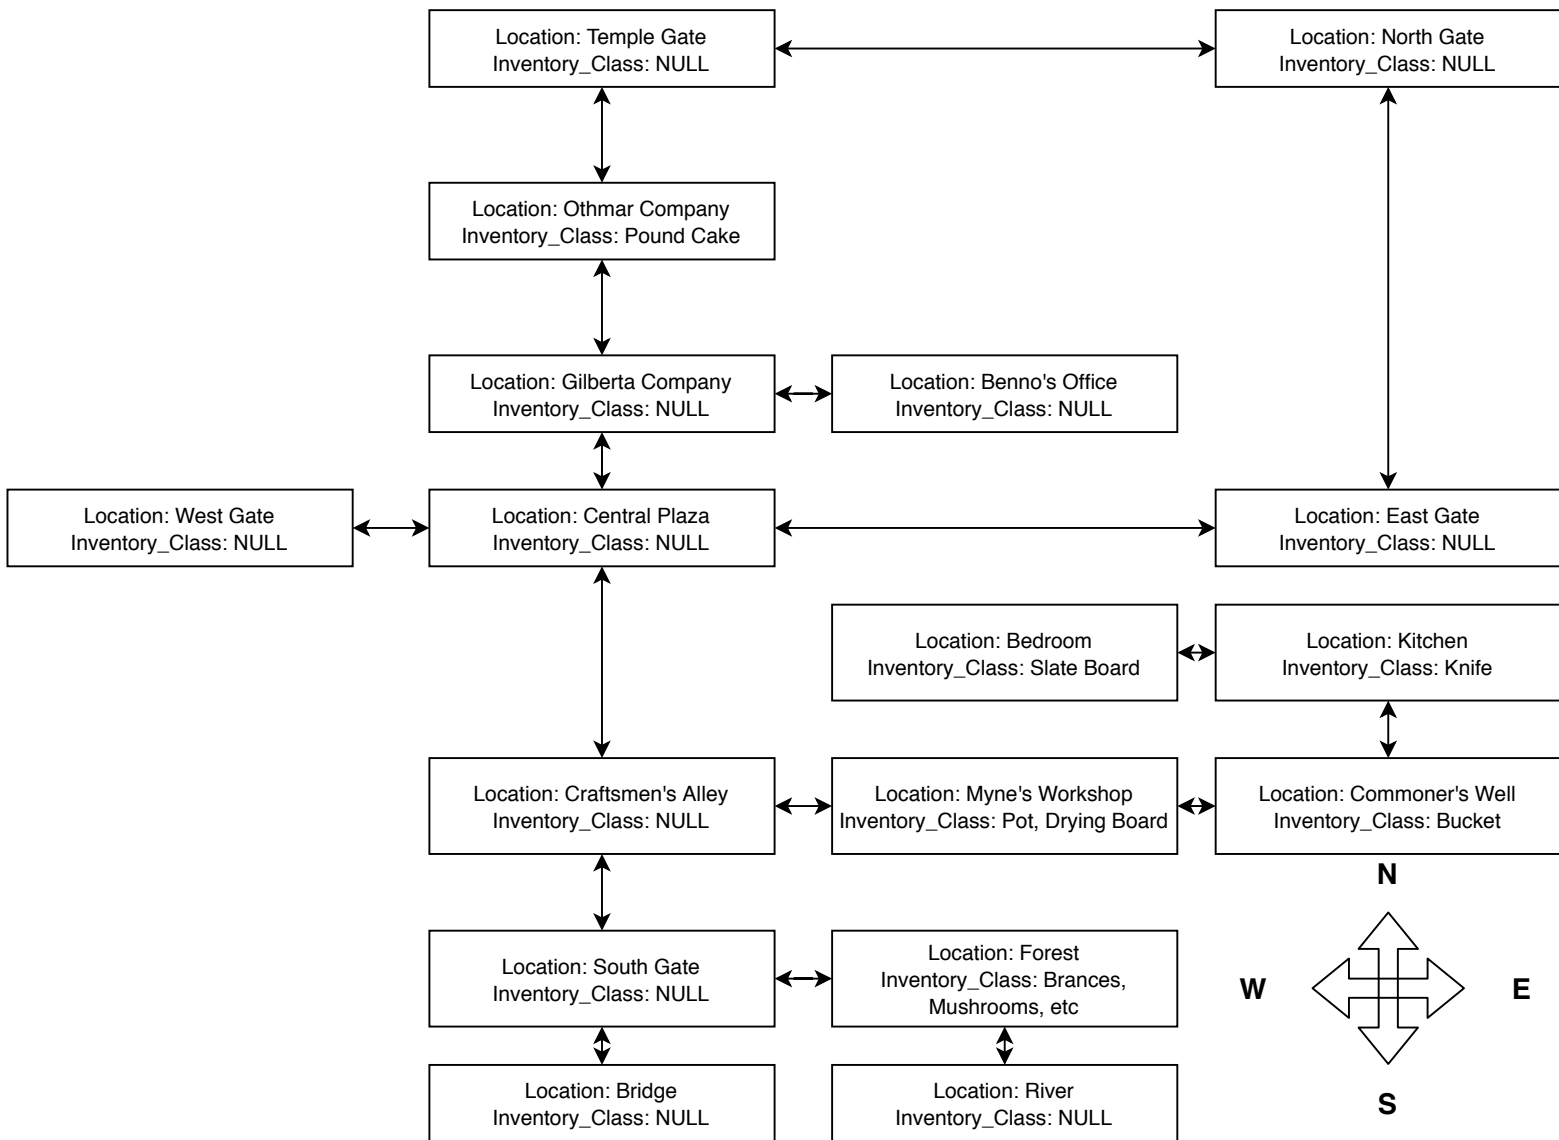 Location: Temple Gate
Inventory_Class: NULL
Location: North Gate
Inventory_Class: NULL
Location: Othmar Company
Inventory_Class: Pound Cake
Location: Gilberta Company
Inventory_Class: NULL
Location: Benno's Office
Inventory_Class: NULL
Location: West Gate
Inventory_Class: NULL
Location: Central Plaza
Inventory_Class: NULL
Location: East Gate
Inventory_Class: NULL
Location: Bedroom
Inventory_Class: Slate Board
Location: Kitchen
Inventory_Class: Knife
Location: Craftsmen's Alley
Inventory_Class: NULL
Location: Myne's Workshop
Inventory_Class: Pot, Drying Board
Location: Commoner's Well
Inventory_Class: Bucket
Location: South Gate
Inventory_Class: NULL
Location: Forest
Inventory_Class: Brances,
Mushrooms, etc
Location: Bridge
Inventory_Class: NULL
Location: River
Inventory_Class: NULL
N
W
E
S